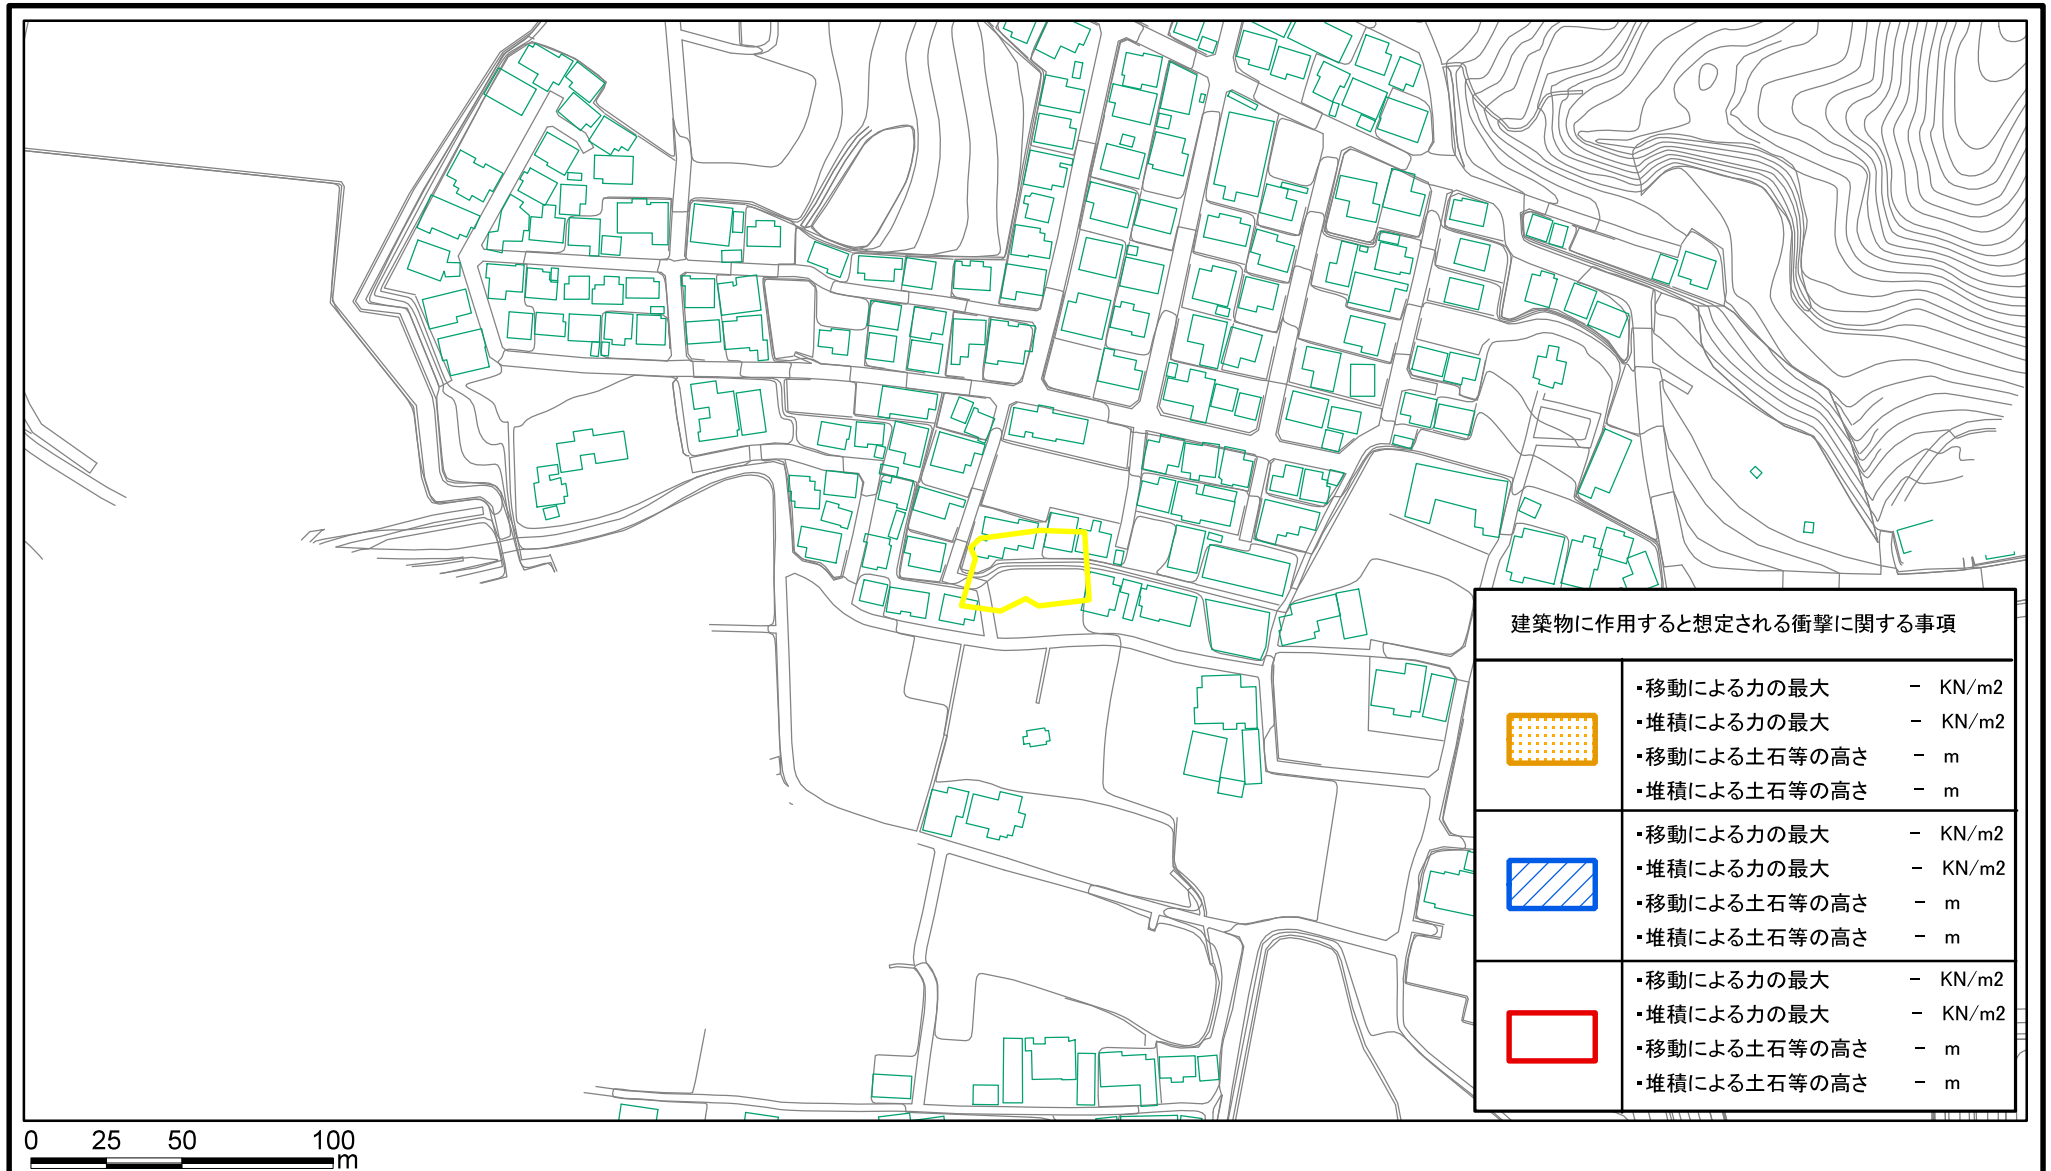 建築物に作用すると想定される衝撃に関する事項
・移動による力の最大 － KN/m2
・堆積による力の最大 － KN/m2
・移動による土石等の高さ － m
・堆積による土石等の高さ － m
・移動による力の最大 － KN/m2
・堆積による力の最大 － KN/m2
・移動による土石等の高さ － m
・堆積による土石等の高さ － m
・移動による力の最大 － KN/m2
・堆積による力の最大 － KN/m2
・移動による土石等の高さ － m
・堆積による土石等の高さ － m
0 25 50 100
m